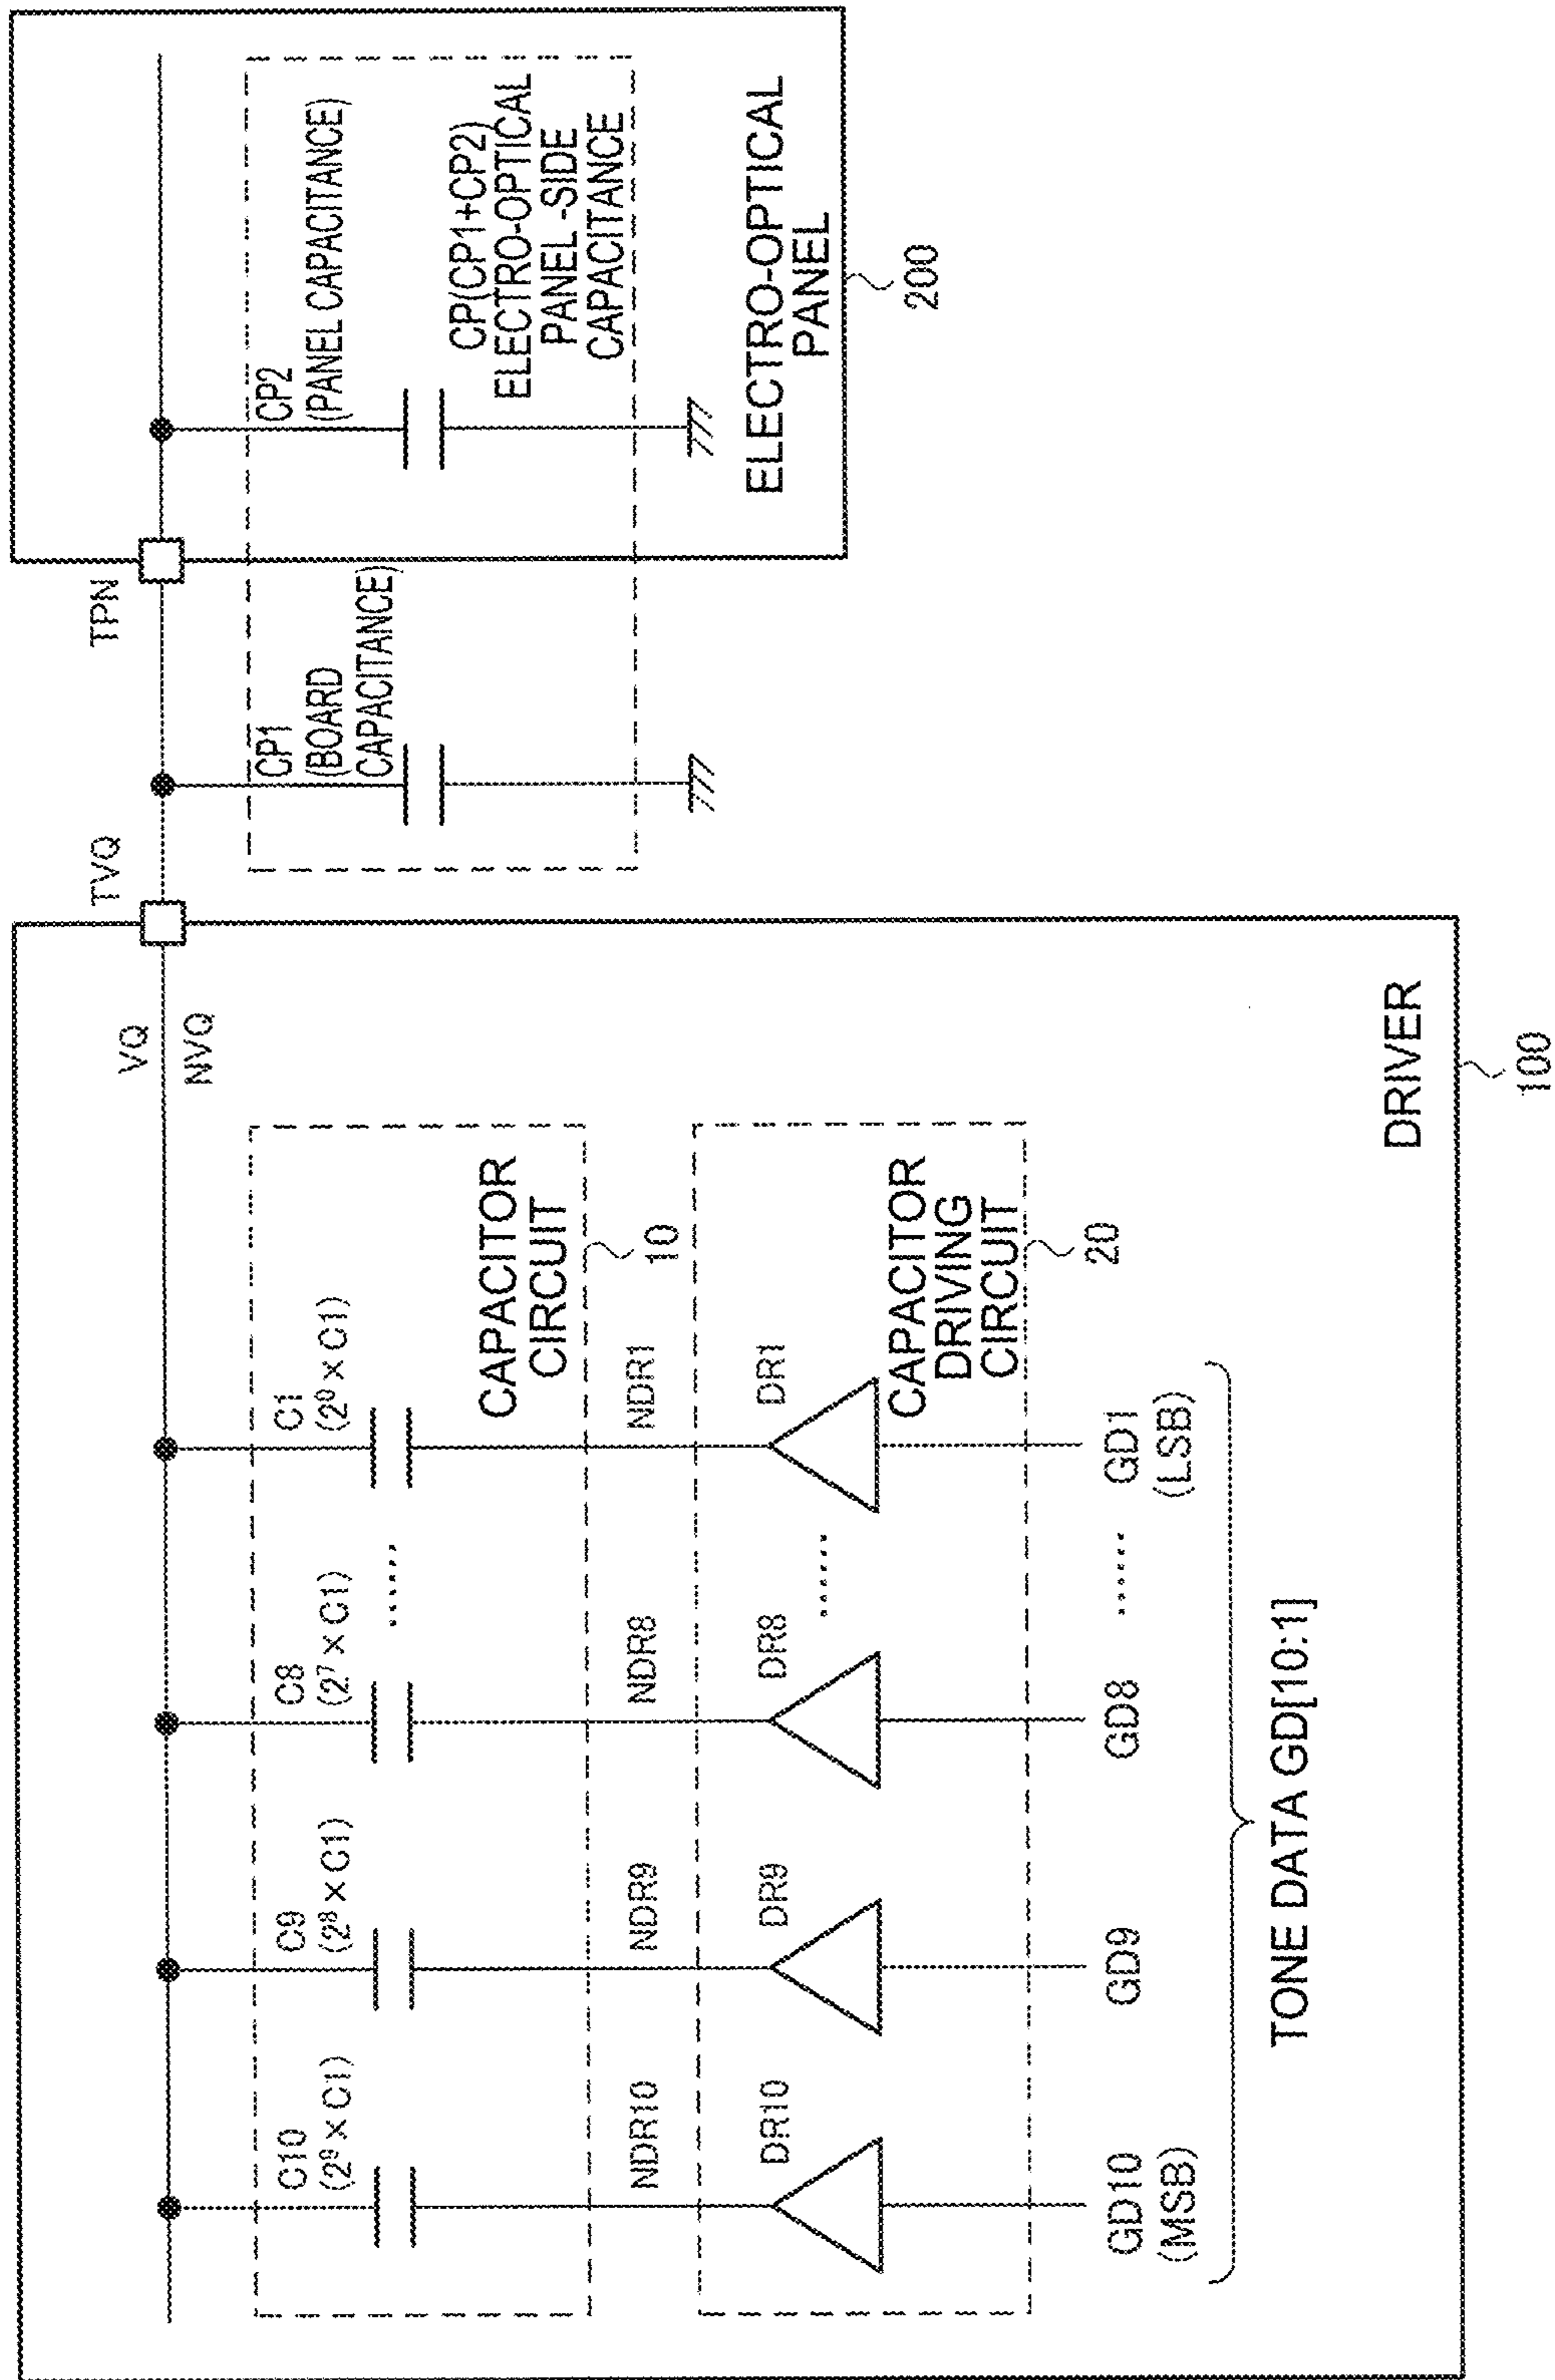 VQ
NVQ
TVQ
TPN
C10
(2⁹ × C1)
C9
(2⁸ × C1)
C8
(2⁷ × C1)
C1
(2⁰ × C1)
.....
CAPACITOR
CIRCUIT
10
NDR10
NDR9
NDR8
NDR1
DR10
DR9
DR8
DR1
......
CAPACITOR
DRIVING
CIRCUIT
20
GD10
(MSB)
GD9
GD8
.....
GD1
(LSB)
TONE DATA GD[10:1]
DRIVER
100
CP1
(BOARD
CAPACITANCE)
CP2
(PANEL CAPACITANCE)
CP(CP1+CP2)
ELECTRO-OPTICAL
PANEL-SIDE
CAPACITANCE
ELECTRO-OPTICAL
PANEL
200